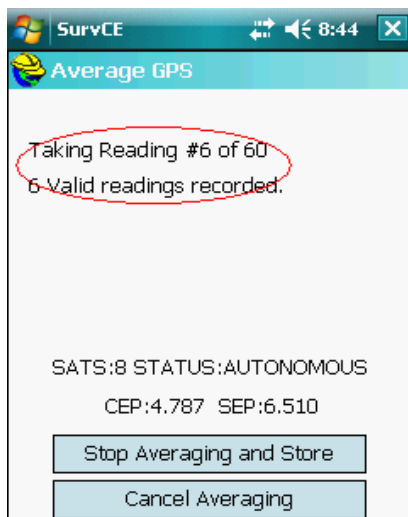 SurvCE 8:44
Average GPS
Taking Reading #6 of 60
6 Valid readings recorded.
SATS:8 STATUS:AUTONOMOUS
CEP:4.787 SEP:6.510
Stop Averaging and Store
Cancel Averaging